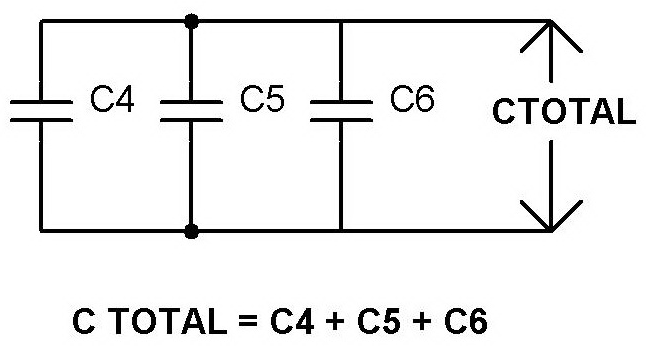 C4 C5 C6 CTOTAL
C TOTAL = C4 + C5 + C6